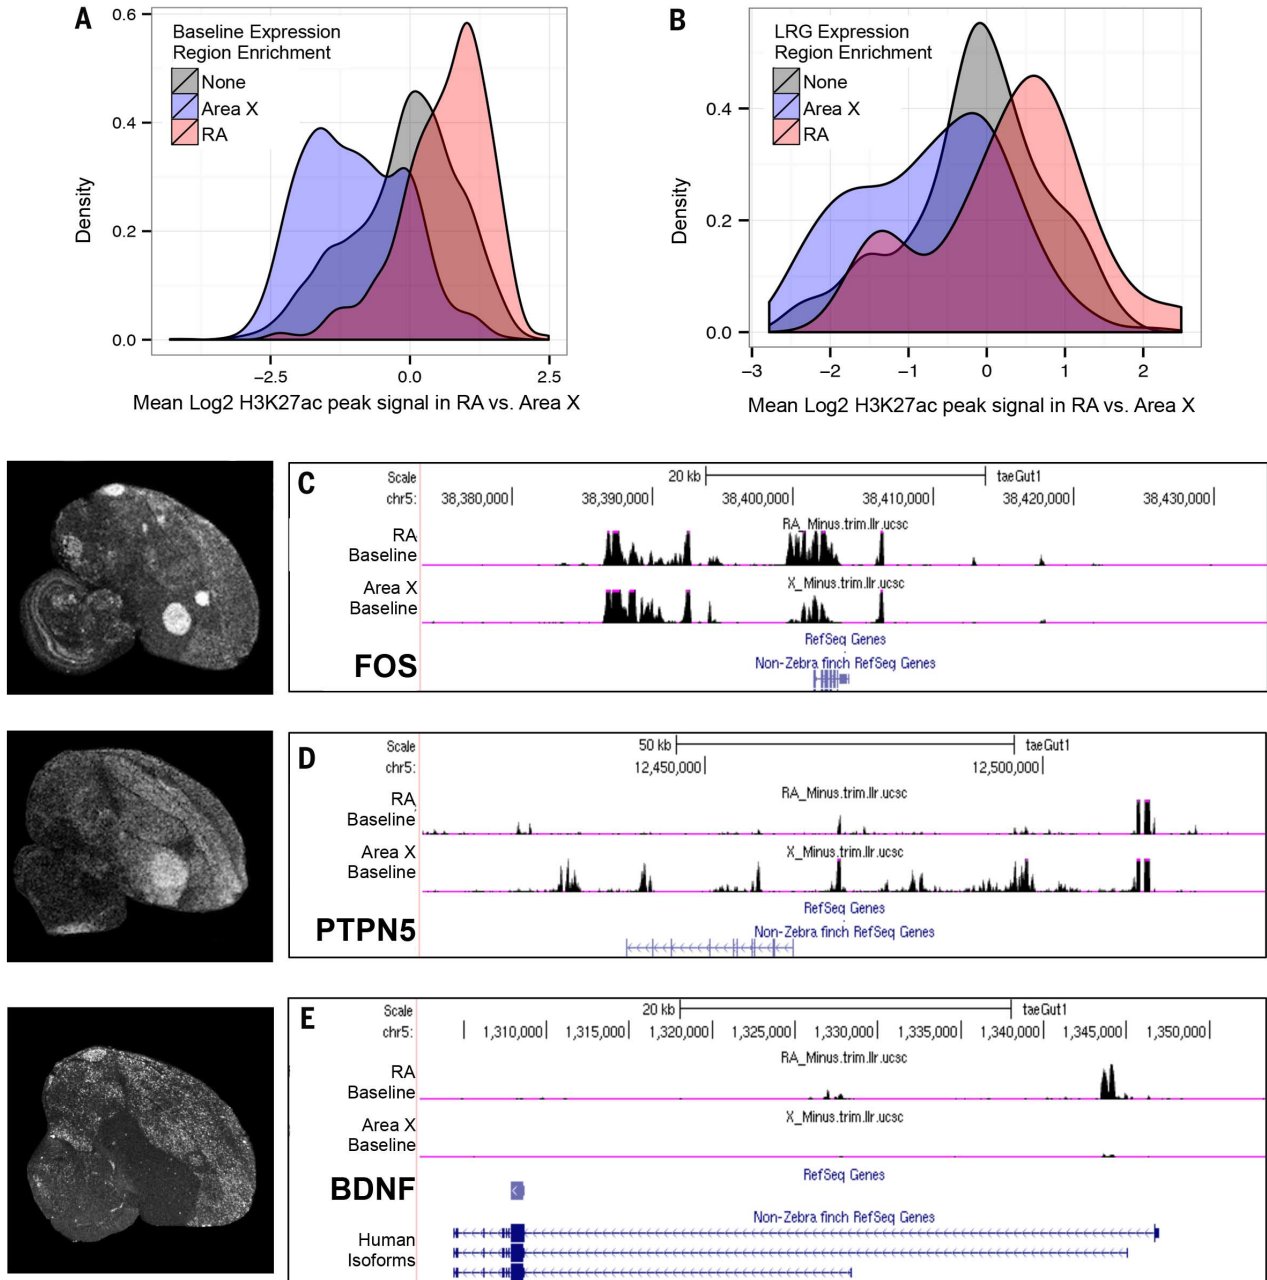 A
Baseline Expression
Region Enrichment
None
Area X
RA
0.6
0.4
0.2
0.0
Density
−2.5
0.0
2.5
Mean Log2 H3K27ac peak signal in RA vs. Area X
B
LRG Expression
Region Enrichment
None
Area X
RA
0.4
0.2
0.0
Density
−3
−2
−1
0
1
2
Mean Log2 H3K27ac peak signal in RA vs. Area X
C
Scale
20 kb
taeGut1
chr5:
38,380,000
38,390,000
38,400,000
38,410,000
38,420,000
38,430,000
RA_Minus.trim.llr.ucsc
RA
Baseline
X_Minus.trim.llr.ucsc
Area X
Baseline
RefSeq Genes
FOS
Non-Zebra finch RefSeq Genes
D
Scale
50 kb
taeGut1
chr5:
12,450,000
12,500,000
RA_Minus.trim.llr.ucsc
RA
Baseline
X_Minus.trim.llr.ucsc
Area X
Baseline
RefSeq Genes
PTPN5
Non-Zebra finch RefSeq Genes
E
Scale
20 kb
taeGut1
chr5:
1,310,000
1,315,000
1,320,000
1,325,000
1,330,000
1,335,000
1,340,000
1,345,000
1,350,000
RA_Minus.trim.llr.ucsc
RA
Baseline
X_Minus.trim.llr.ucsc
Area X
Baseline
RefSeq Genes
BDNF
Non-Zebra finch RefSeq Genes
Human
Isoforms